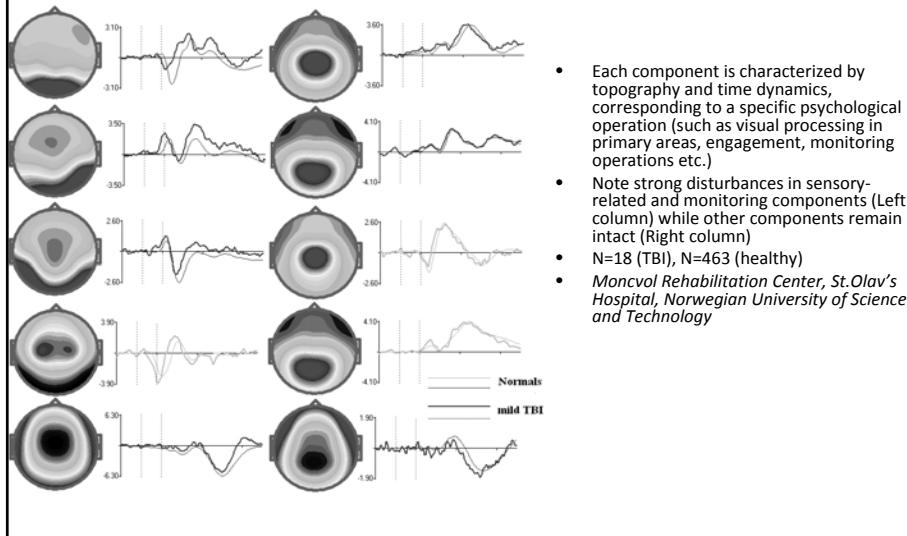 3.10
-3.10
3.60
-3.60
3.50
-3.50
4.10
-4.10
2.60
-2.60
2.60
-2.60
3.90
-3.90
4.10
-4.10
Normals
mild TBI
6.30
-6.30
1.90
-1.90
• Each component is characterized by
topography and time dynamics,
corresponding to a specific psychological
operation (such as visual processing in
primary areas, engagement, monitoring
operations etc.)
• Note strong disturbances in sensory-
related and monitoring components (Left
column) while other components remain
intact (Right column)
• N=18 (TBI), N=463 (healthy)
• Moncvol Rehabilitation Center, St.Olav's
Hospital, Norwegian University of Science
and Technology